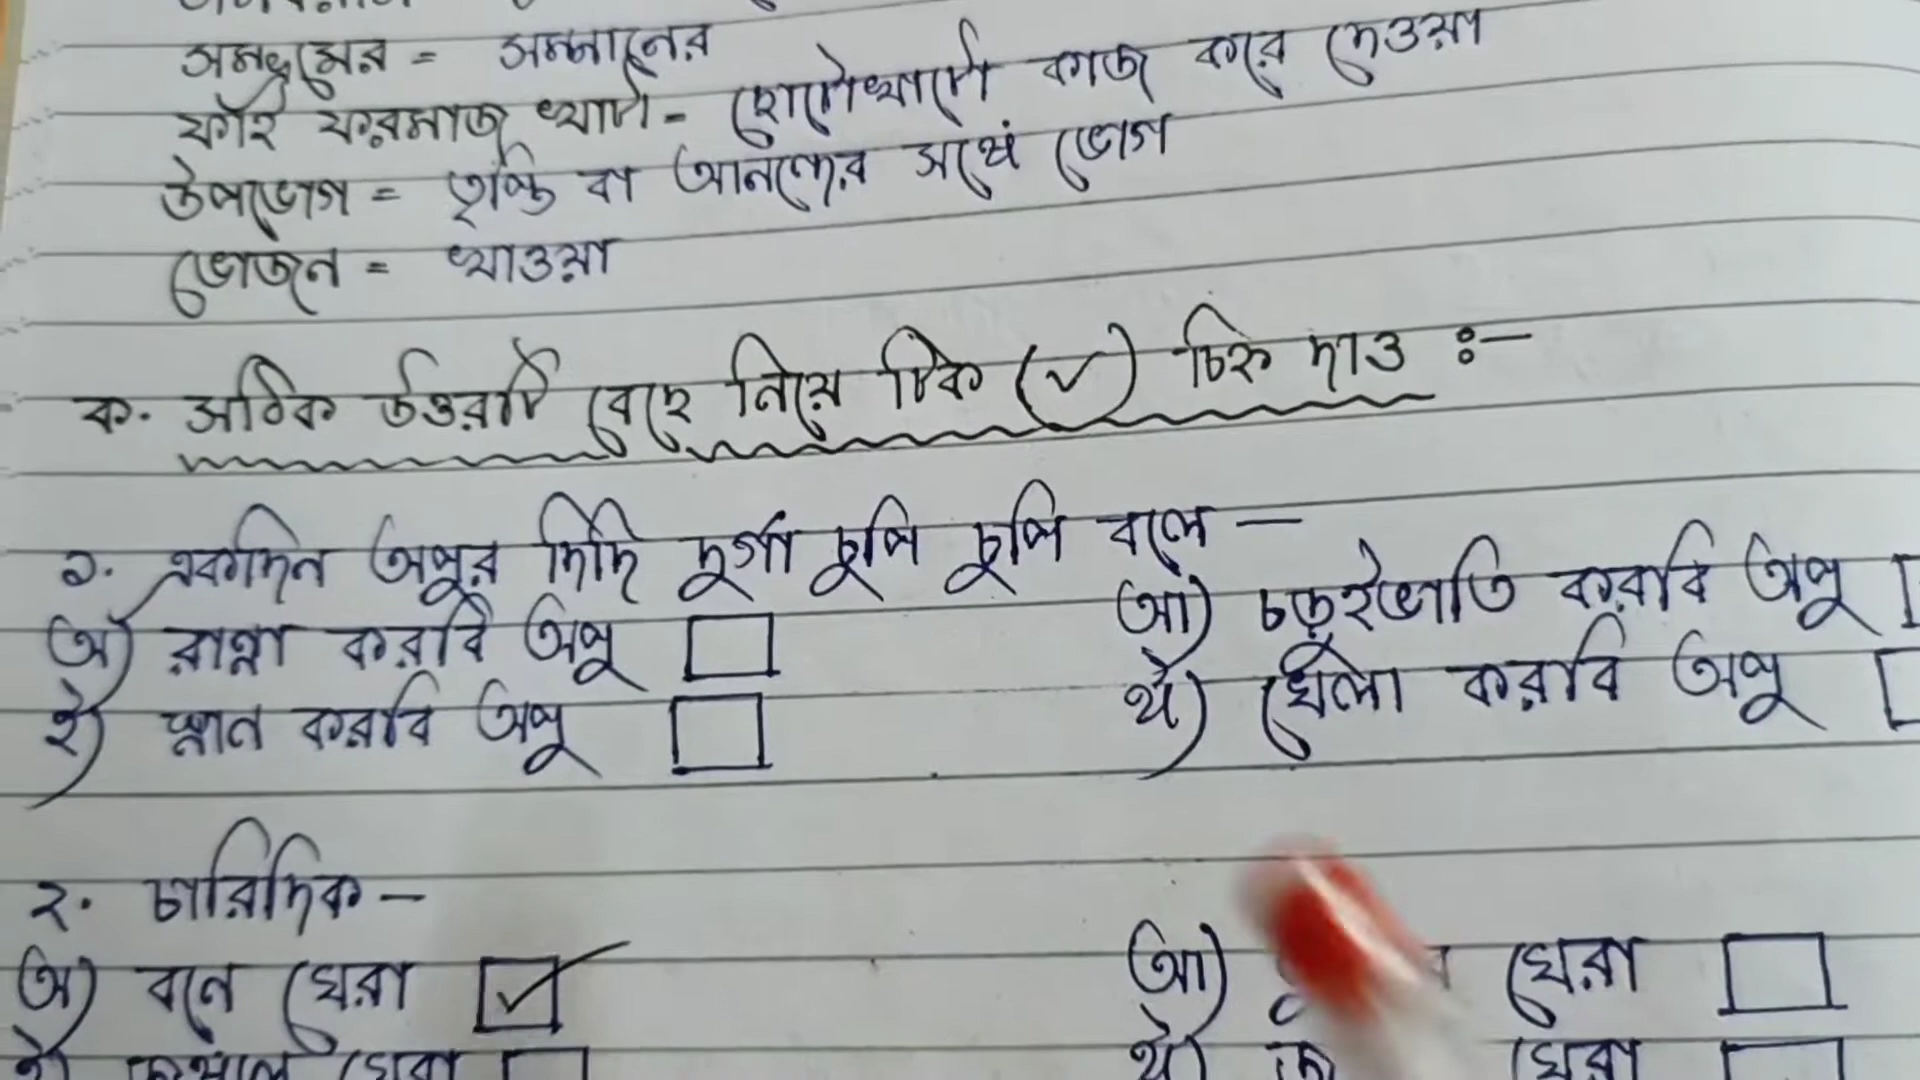 সসম্ভ্রমের = সম্মানের
ফাই ফরমাজ খাটা - ছোটোখাটো কাজ করে দেওয়া
উপভোগ = তৃপ্তি বা আনন্দের সঙ্গে ভোগ
ভোজন = খাওয়া
ক. সঠিক উত্তরটি বেছে নিয়ে টিক (✓) চিহ্ন দাও :-
১. একদিন অপুর দিদি দুর্গা চুপি চুপি বলে —
অ) রান্না করবি অপু আ) চড়ুইভাতি করবি অপু
ই) স্নান করবি অপু ঈ) খেলা করবি অপু
২. চারিদিক –
অ) বনে ঘেরা ✓ আ) ঘেরা
ঘেরা ঈ) ঘেরা